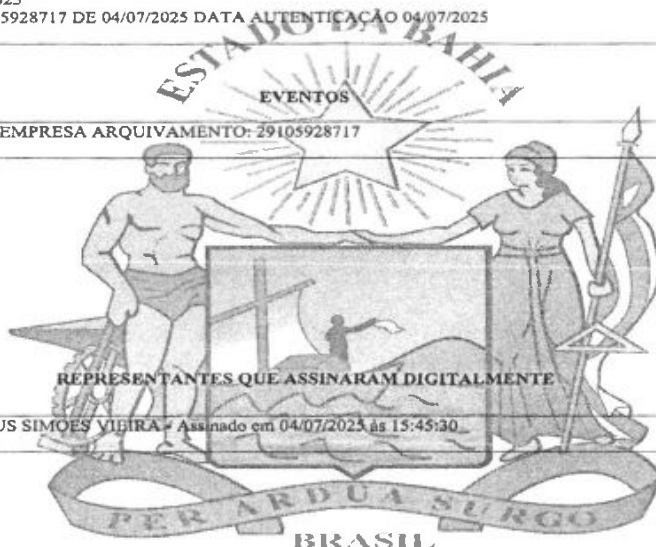 5928717 DE 04/07/2025 DATA AUTENTICAÇÃO 04/07/2025
ESTADO DA BAHIA
EVENTOS
EMPRESA ARQUIVAMENTO: 29105928717
REPRESENTANTES QUE ASSINARAM DIGITALMENTE
US SIMOES VIEIRA - Assinado em 04/07/2025 às 15:45:30
PER ARDUA SURGO
BRASIL